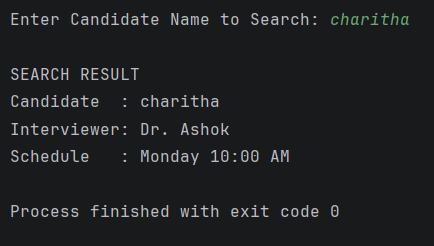 Enter Candidate Name to Search: charitha
SEARCH RESULT
Candidate  : charitha
Interviewer: Dr. Ashok
Schedule   : Monday 10:00 AM
Process finished with exit code 0